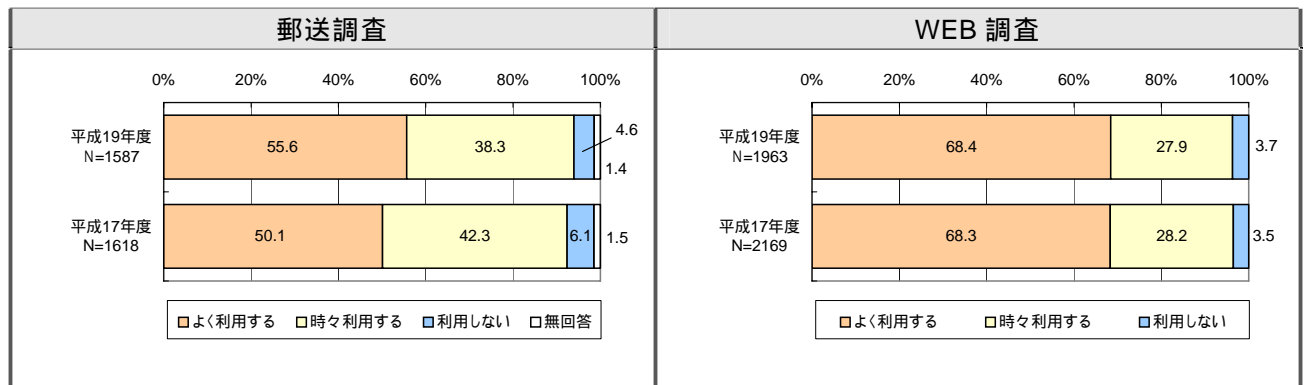 郵送調査
0% 20% 40% 60% 80% 100%
平成19年度
N=1587
55.6 38.3 4.6 1.4
平成17年度
N=1618
50.1 42.3 6.1 1.5
よく利用する 時々利用する 利用しない 無回答
WEB 調査
0% 20% 40% 60% 80% 100%
平成19年度
N=1963
68.4 27.9 3.7
平成17年度
N=2169
68.3 28.2 3.5
よく利用する 時々利用する 利用しない